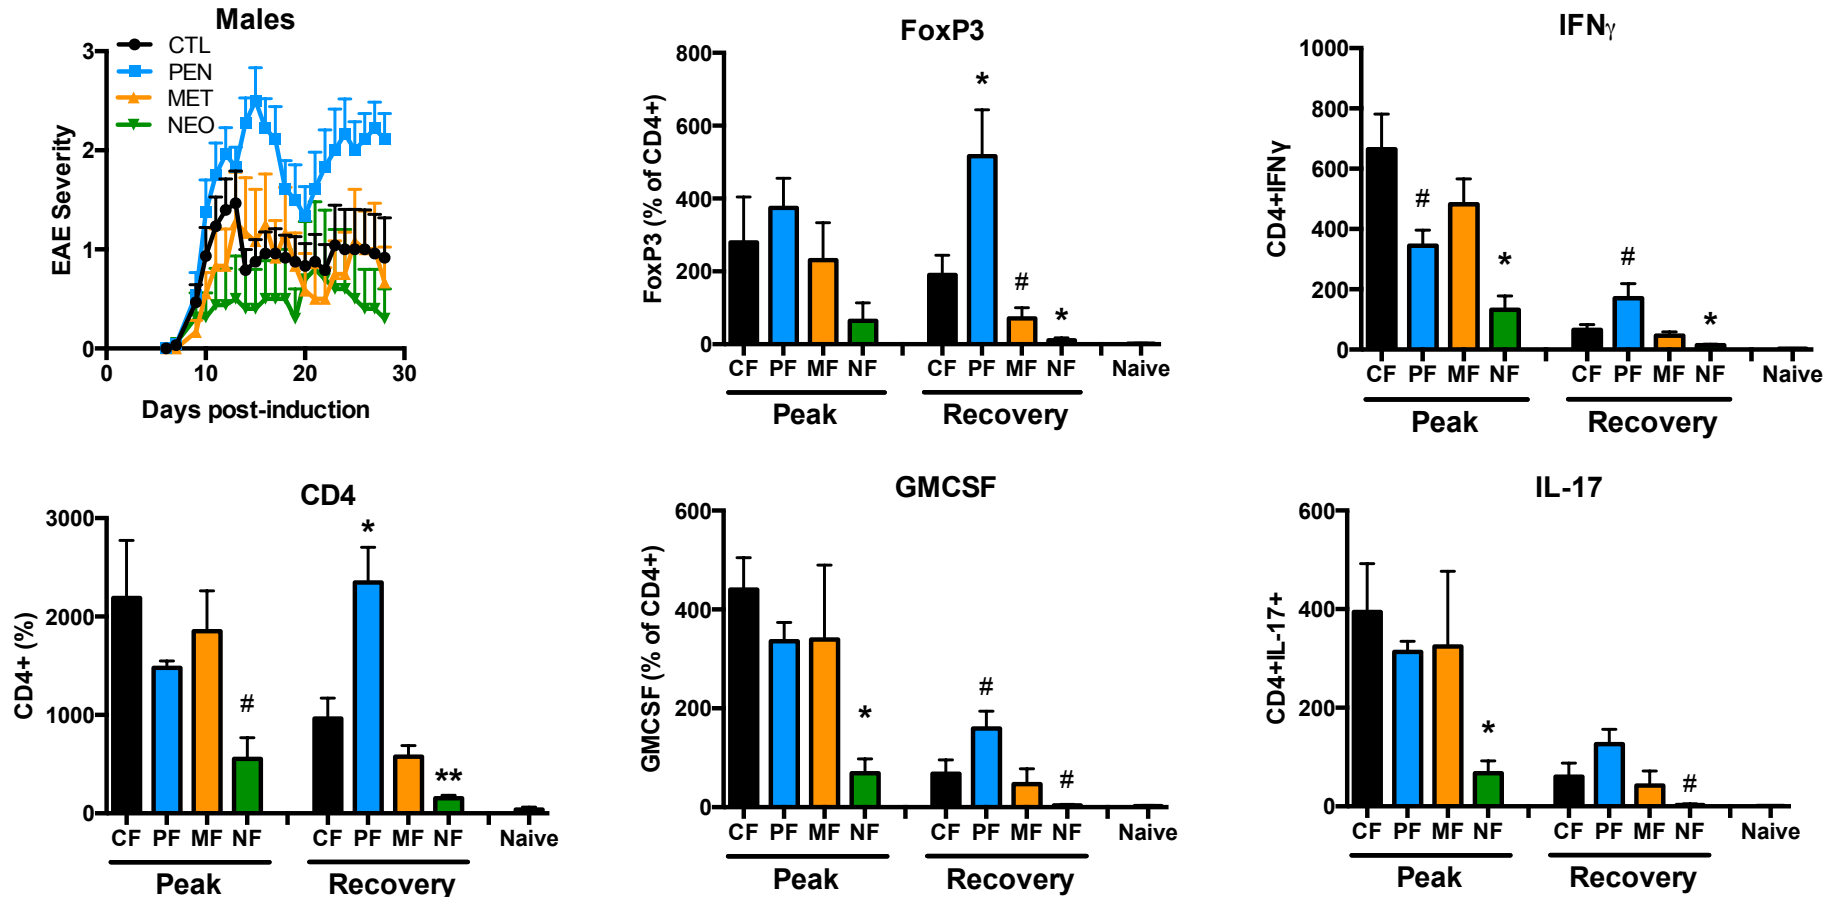 Males
CTL
PEN
MET
NEO
3
2
1
0
EAE Severity
0 10 20 30
Days post-induction
FoxP3
800
600
400
200
0
FoxP3 (% of CD4+)
*
#
*
CF PF MF NF CF PF MF NF Naive
Peak Recovery
IFNγ
1000
800
600
400
200
0
CD4+IFNγ
#
*
#
*
CF PF MF NF CF PF MF NF Naive
Peak Recovery
CD4
3000
2000
1000
0
CD4+ (%)
#
*
**
CF PF MF NF CF PF MF NF Naive
Peak Recovery
GMCSF
600
400
200
0
GMCSF (% of CD4+)
*
#
#
CF PF MF NF CF PF MF NF Naive
Peak Recovery
IL-17
600
400
200
0
CD4+IL-17+
*
#
CF PF MF NF CF PF MF NF Naive
Peak Recovery